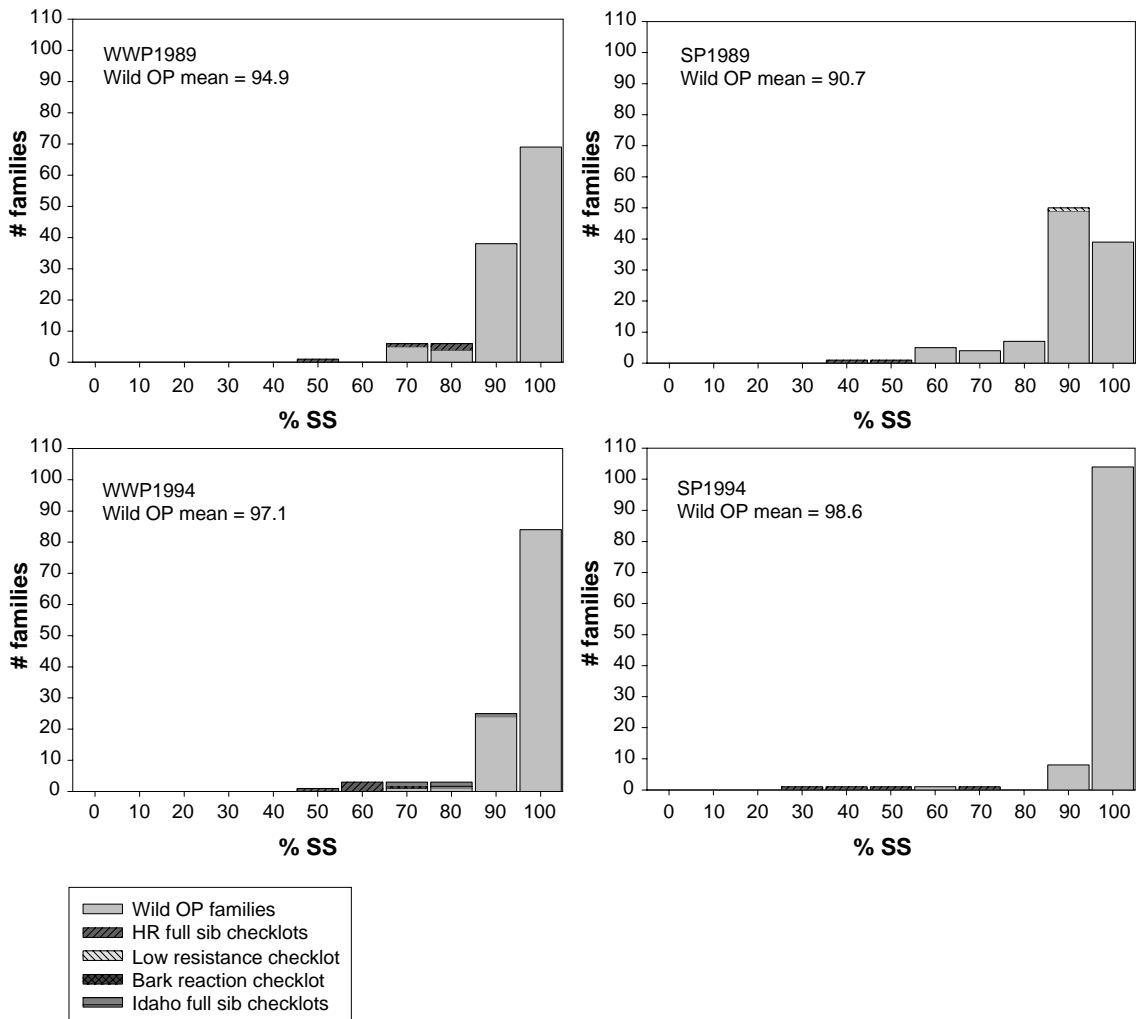 110
100
90
80
70
60
50
40
30
20
10
0
# families
WWP1989
Wild OP mean = 94.9
0 10 20 30 40 50 60 70 80 90 100
% SS
110
100
90
80
70
60
50
40
30
20
10
0
# families
SP1989
Wild OP mean = 90.7
0 10 20 30 40 50 60 70 80 90 100
% SS
110
100
90
80
70
60
50
40
30
20
10
0
# families
WWP1994
Wild OP mean = 97.1
0 10 20 30 40 50 60 70 80 90 100
% SS
110
100
90
80
70
60
50
40
30
20
10
0
# families
SP1994
Wild OP mean = 98.6
0 10 20 30 40 50 60 70 80 90 100
% SS
Wild OP families
HR full sib checklots
Low resistance checklot
Bark reaction checklot
Idaho full sib checklots